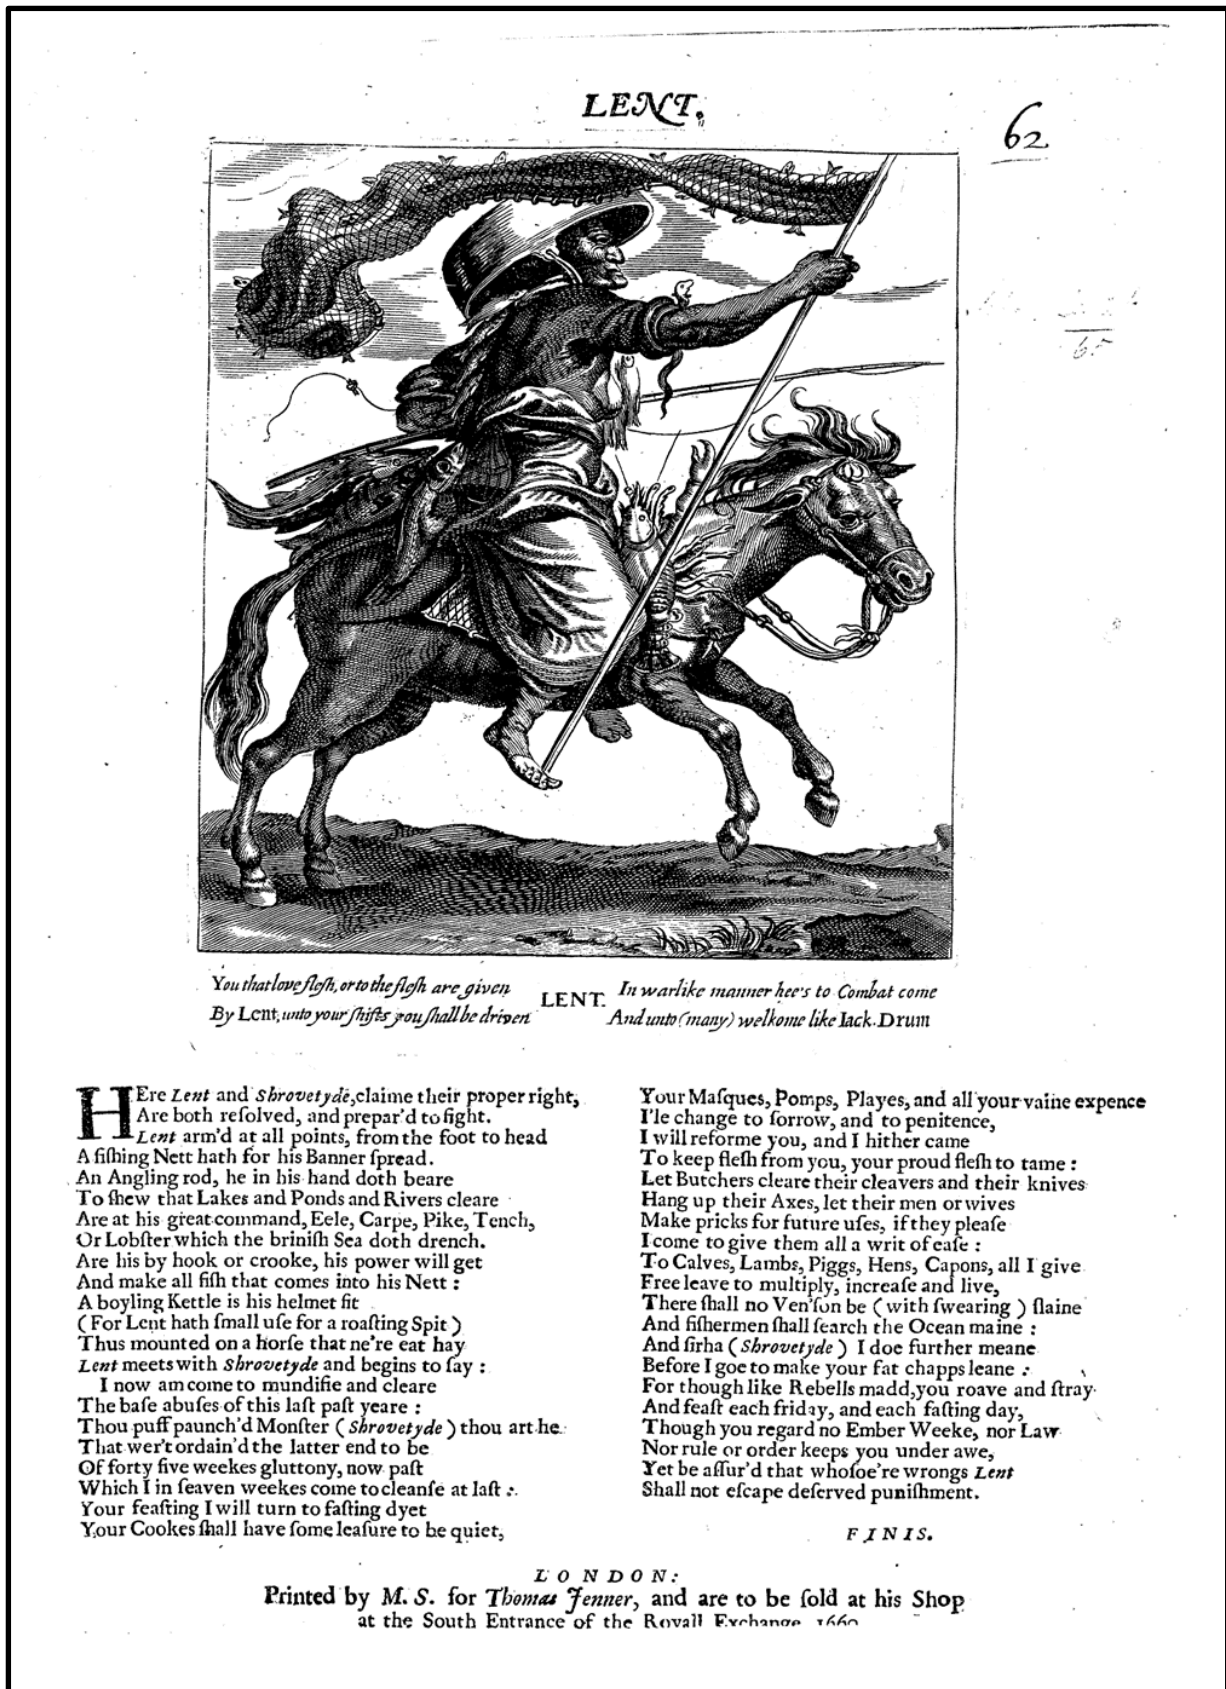 LENT.
62
You that love flesh, or to the flesh are given
By Lent, unto your shifts you shall be driven
LENT.
In warlike manner hee's to Combat come
And unto (many) welkome like Iack. Drum
HEre Lent and Shrovetyde, claime their proper right,
Are both reſolved, and prepar'd to fight.
Lent arm'd at all points, from the foot to head
A fiſhing Nett hath for his Banner ſpread.
An Angling rod, he in his hand doth beare
To ſhew that Lakes and Ponds and Rivers cleare
Are at his great command, Eele, Carpe, Pike, Tench,
Or Lobſter which the briniſh Sea doth drench.
Are his by hook or crooke, his power will get
And make all fiſh that comes into his Nett :
A boyling Kettle is his helmet fit
( For Lent hath ſmall uſe for a roaſting Spit )
Thus mounted on a horſe that ne're eat hay
Lent meets with Shrovetyde and begins to ſay :
I now am come to mundifie and cleare
The baſe abuſes of this laſt paſt yeare :
Thou puff paunch'd Monſter ( Shrovetyde ) thou art he
That wer't ordain'd the latter end to be
Of forty five weekes gluttony, now paſt
Which I in ſeaven weekes come to cleanſe at laſt :
Your feaſting I will turn to faſting dyet
Your Cookes ſhall have ſome leaſure to be quiet,
Your Maſques, Pomps, Playes, and all your vaine expence
I'le change to ſorrow, and to penitence,
I will reforme you, and I hither came
To keep fleſh from you, your proud fleſh to tame :
Let Butchers cleare their cleavers and their knives
Hang up their Axes, let their men or wives
Make pricks for future uſes, if they pleaſe
I come to give them all a writ of eaſe :
To Calves, Lambs, Piggs, Hens, Capons, all I give
Free leave to multiply, increaſe and live,
There ſhall no Ven'ſon be ( with ſwearing ) ſlaine
And fiſhermen ſhall ſearch the Ocean maine :
And ſirha ( Shrovetyde ) I doe further meane
Before I goe to make your fat chapps leane :
For though like Rebells madd, you roave and ſtray
And feaſt each friday, and each faſting day,
Though you regard no Ember Weeke, nor Law
Nor rule or order keeps you under awe,
Yet be aſſur'd that whoſoe're wrongs Lent
Shall not eſcape deſerved puniſhment.
FINIS.
LONDON:
Printed by M. S. for Thomas Jenner, and are to be ſold at his Shop
at the South Entrance of the Royall Exchange